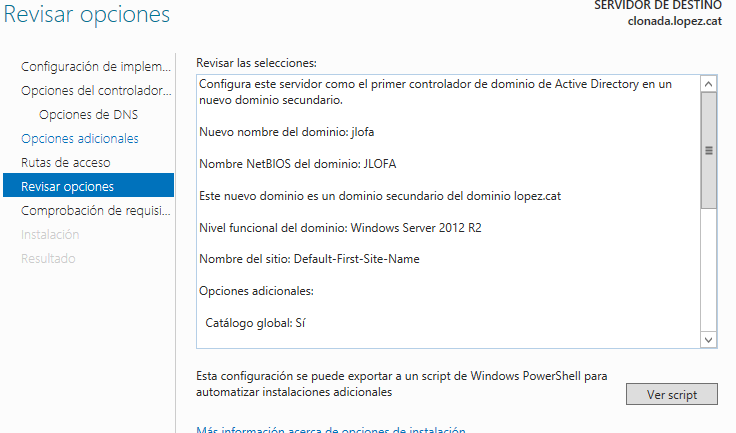 Revisar opciones
SERVIDOR DE DESTINO
clonada.lopez.cat
Configuración de implem...
Opciones del controlador...
Opciones de DNS
Opciones adicionales
Rutas de acceso
Revisar opciones
Comprobación de requisi...
Instalación
Resultado
Revisar las selecciones:
Configura este servidor como el primer controlador de dominio de Active Directory en un
nuevo dominio secundario.
Nuevo nombre del dominio: jlofa
Nombre NetBIOS del dominio: JLOFA
Este nuevo dominio es un dominio secundario del dominio lopez.cat
Nivel funcional del dominio: Windows Server 2012 R2
Nombre del sitio: Default-First-Site-Name
Opciones adicionales:
Catálogo global: Sí
Esta configuración se puede exportar a un script de Windows PowerShell para
automatizar instalaciones adicionales
Ver script
Más información acerca de opciones de instalación